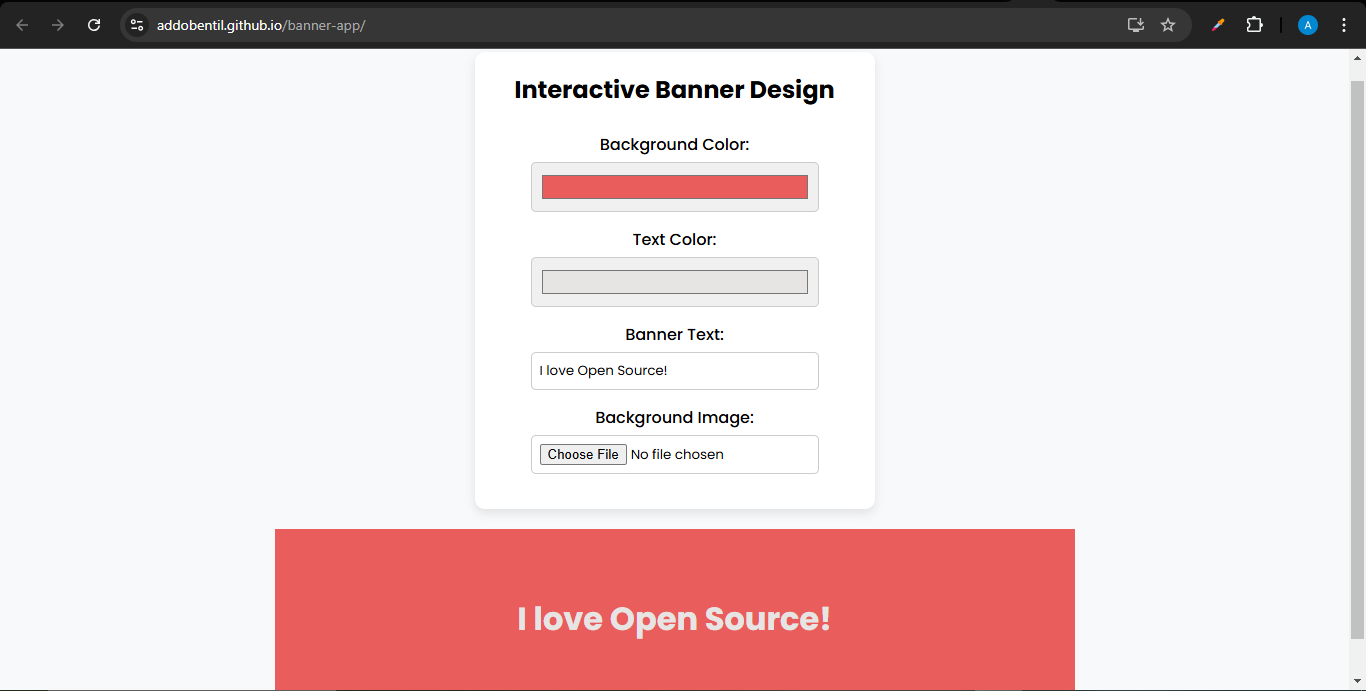 addobentil.github.io/banner-app/
A
Interactive Banner Design
Background Color:
Text Color:
Banner Text:
I love Open Source!
Background Image:
Choose File No file chosen
I love Open Source!